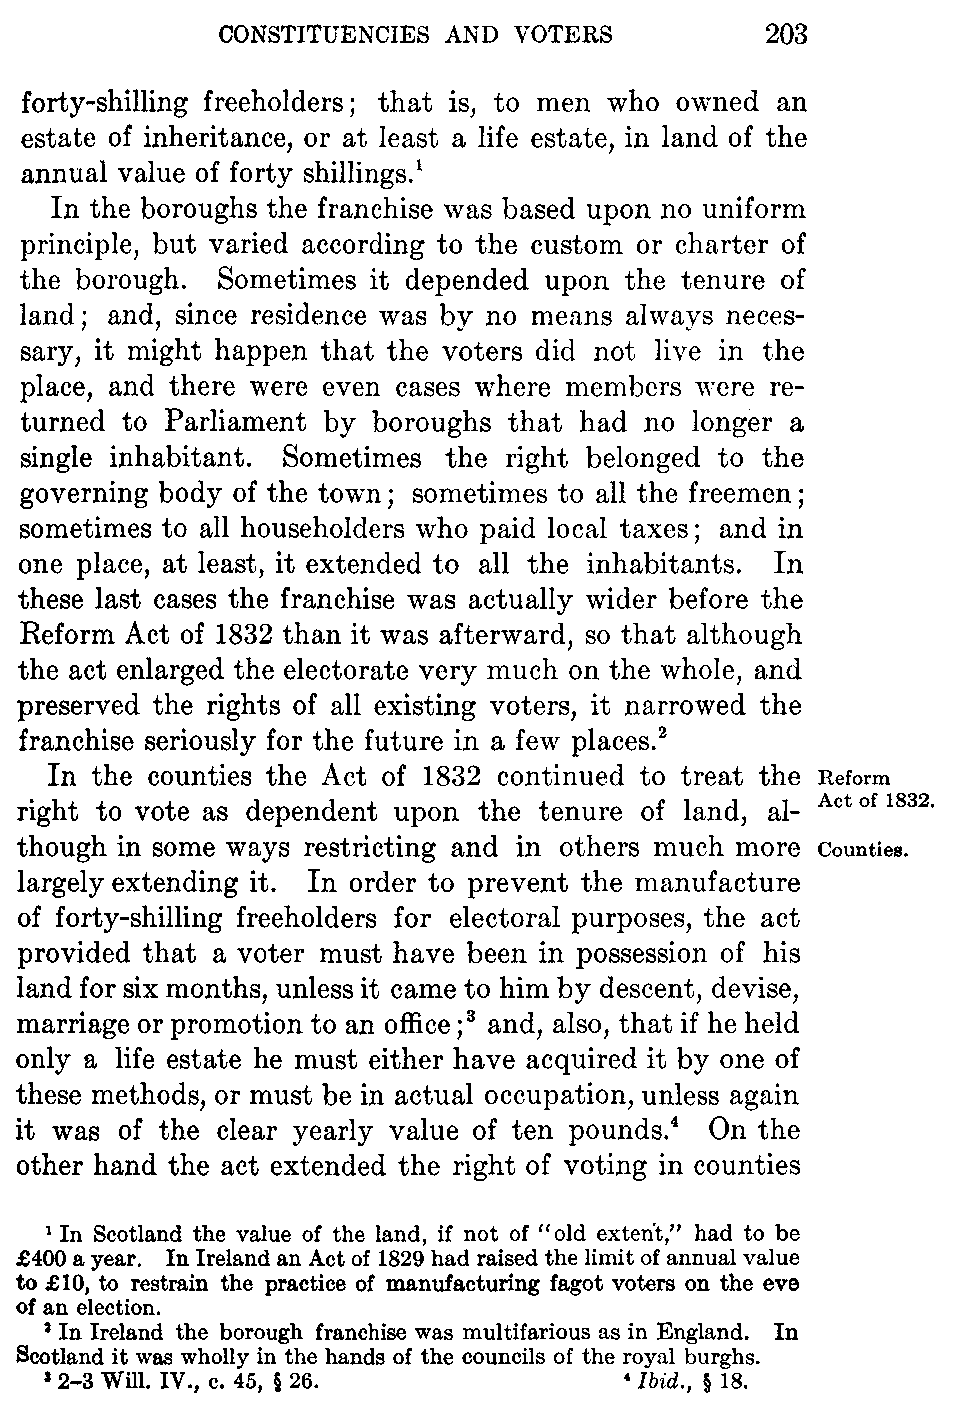 CONSTITUENCIES AND VOTERS 203
forty-shilling freeholders; that is, to men who owned an
estate of inheritance, or at least a life estate, in land of the
annual value of forty shillings.¹
In the boroughs the franchise was based upon no uniform
principle, but varied according to the custom or charter of
the borough. Sometimes it depended upon the tenure of
land; and, since residence was by no means always neces-
sary, it might happen that the voters did not live in the
place, and there were even cases where members were re-
turned to Parliament by boroughs that had no longer a
single inhabitant. Sometimes the right belonged to the
governing body of the town; sometimes to all the freemen;
sometimes to all householders who paid local taxes; and in
one place, at least, it extended to all the inhabitants. In
these last cases the franchise was actually wider before the
Reform Act of 1832 than it was afterward, so that although
the act enlarged the electorate very much on the whole, and
preserved the rights of all existing voters, it narrowed the
franchise seriously for the future in a few places.²
In the counties the Act of 1832 continued to treat the
Reform
right to vote as dependent upon the tenure of land, al-
Act of 1832.
though in some ways restricting and in others much more
Counties.
largely extending it. In order to prevent the manufacture
of forty-shilling freeholders for electoral purposes, the act
provided that a voter must have been in possession of his
land for six months, unless it came to him by descent, devise,
marriage or promotion to an office;³ and, also, that if he held
only a life estate he must either have acquired it by one of
these methods, or must be in actual occupation, unless again
it was of the clear yearly value of ten pounds.⁴ On the
other hand the act extended the right of voting in counties
¹ In Scotland the value of the land, if not of "old extent," had to be
£400 a year. In Ireland an Act of 1829 had raised the limit of annual value
to £10, to restrain the practice of manufacturing fagot voters on the eve
of an election.
² In Ireland the borough franchise was multifarious as in England. In
Scotland it was wholly in the hands of the councils of the royal burghs.
³ 2–3 Will. IV., c. 45, § 26. ⁴ Ibid., § 18.